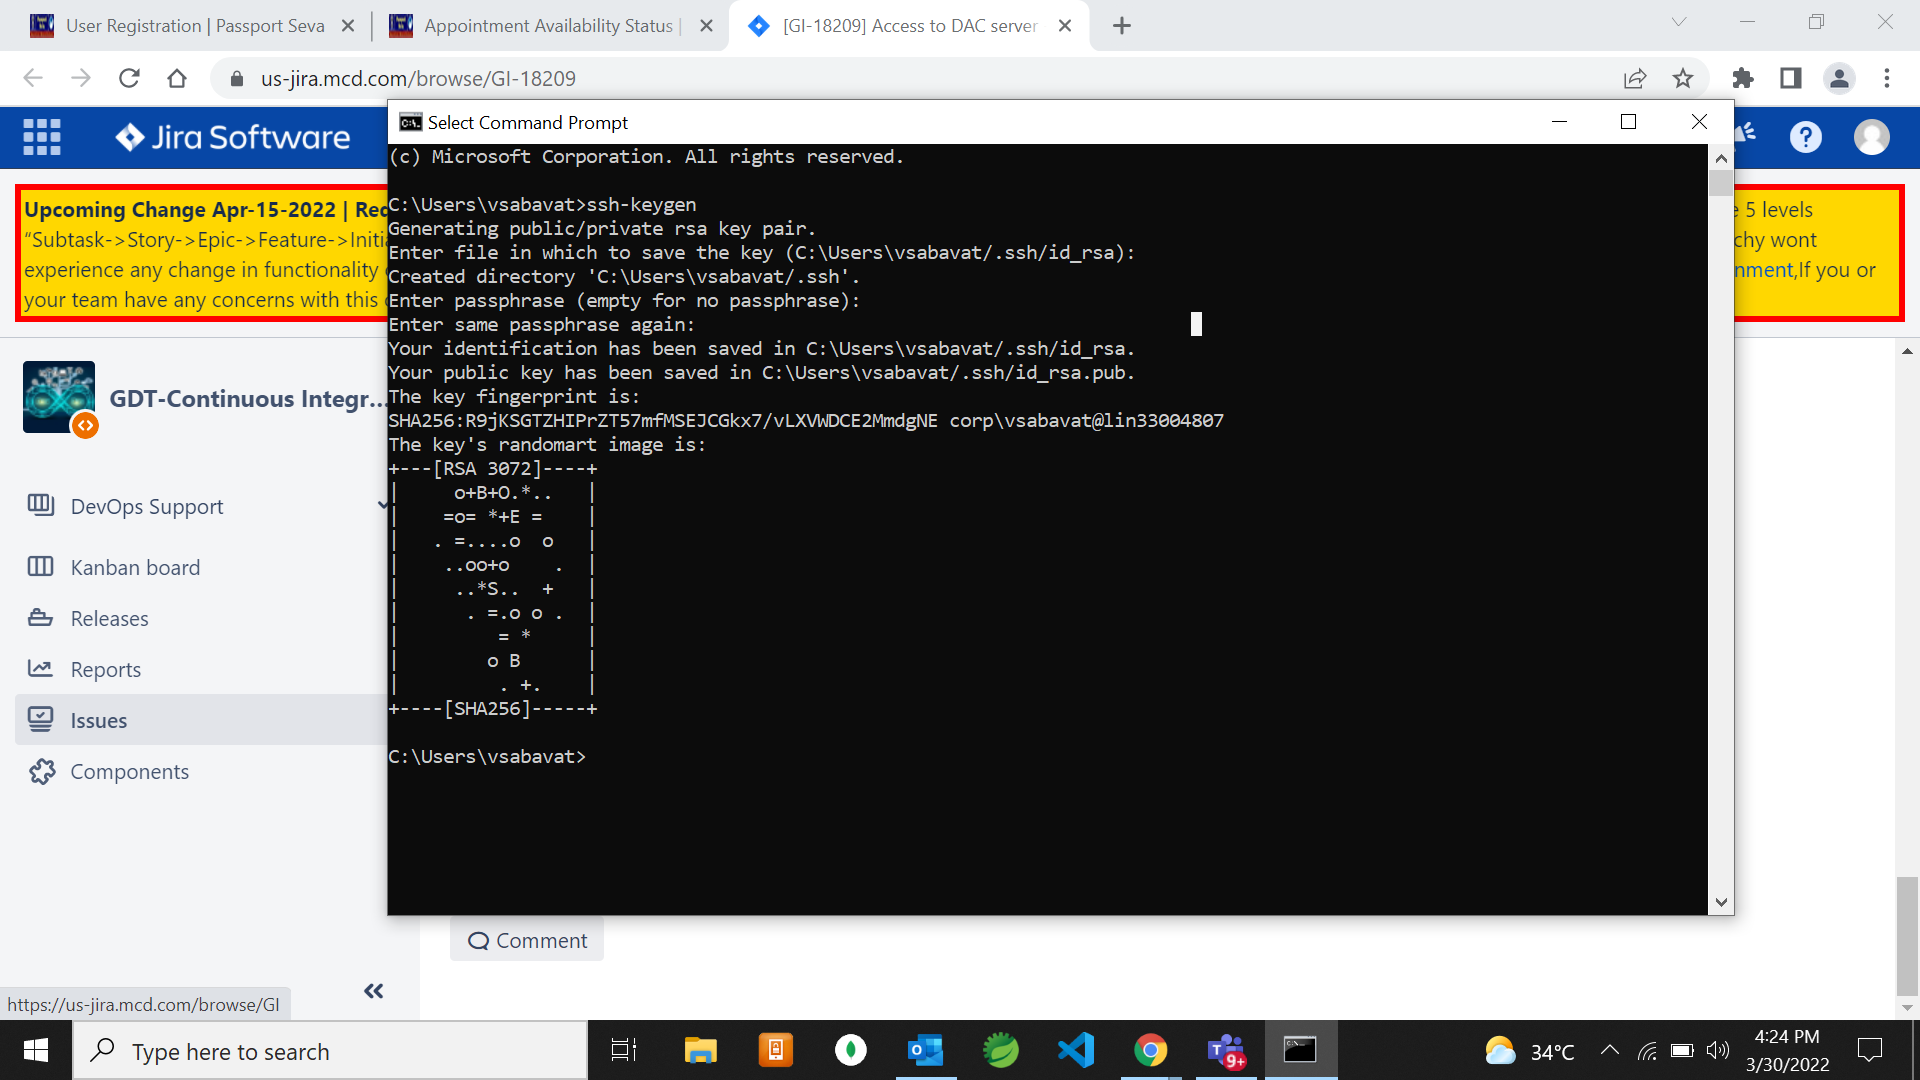 User Registration | Passport Seva
Appointment Availability Status |
[GI-18209] Access to DAC server
us-jira.mcd.com/browse/GI-18209
Jira Software
Select Command Prompt
Upcoming Change Apr-15-2022 |
"Subtask->Story->Epic->Feature->
experience any change in functionality
your team have any concerns with this
5 levels
wont
If you or
(c) Microsoft Corporation. All rights reserved.
C:\Users\vsabavat>ssh-keygen
Generating public/private rsa key pair.
Enter file in which to save the key (C:\Users\vsabavat/.ssh/id_rsa):
Created directory 'C:\Users\vsabavat/.ssh'.
Enter passphrase (empty for no passphrase):
Enter same passphrase again:
Your identification has been saved in C:\Users\vsabavat/.ssh/id_rsa.
Your public key has been saved in C:\Users\vsabavat/.ssh/id_rsa.pub.
The key fingerprint is:
SHA256:R9jKSGTZHIPrZT57mfMSEJCGkx7/vLXVWDCE2MmdgNE corp\vsabavat@lin33004807
The key's randomart image is:
+---[RSA 3072]----+
|     o+B+O.*..   |
|    =o= *+E =    |
|   . =....o  o   |
|    ..oo+o    .  |
|     ..*S..  +   |
|      . =.o o .  |
|         = *     |
|        o B      |
|         . +.    |
+----[SHA256]-----+
C:\Users\vsabavat>
GDT-Continuous Integr...
DevOps Support
Kanban board
Releases
Reports
Issues
Components
Comment
https://us-jira.mcd.com/browse/GI
Type here to search
9+
34°C
4:24 PM
3/30/2022